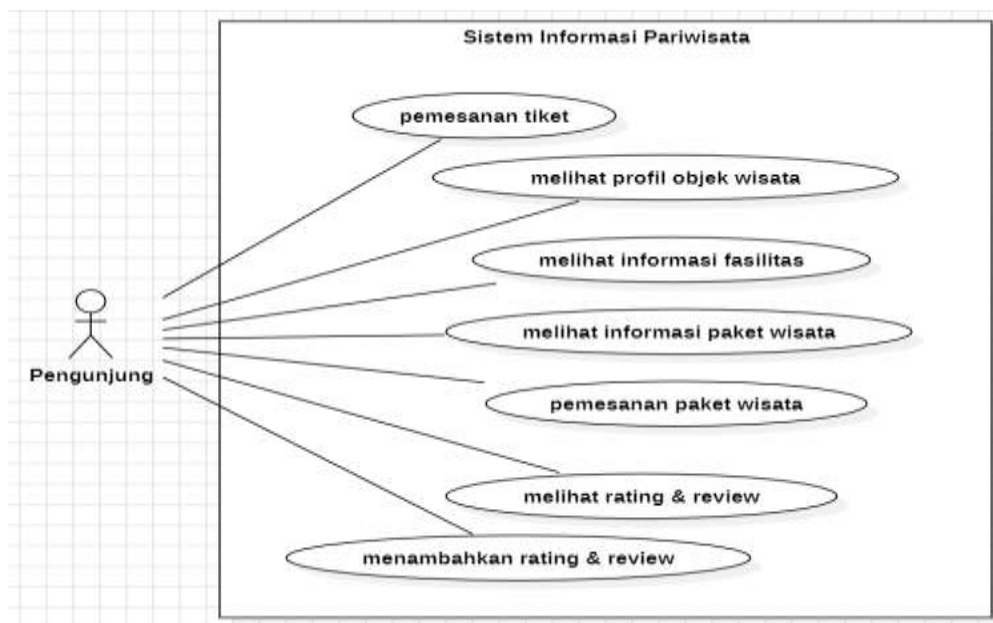 Sistem Informasi Pariwisata
pemesanan tiket
melihat profil objek wisata
melihat informasi fasilitas
melihat informasi paket wisata
Pengunjung
pemesanan paket wisata
melihat rating & review
menambahkan rating & review